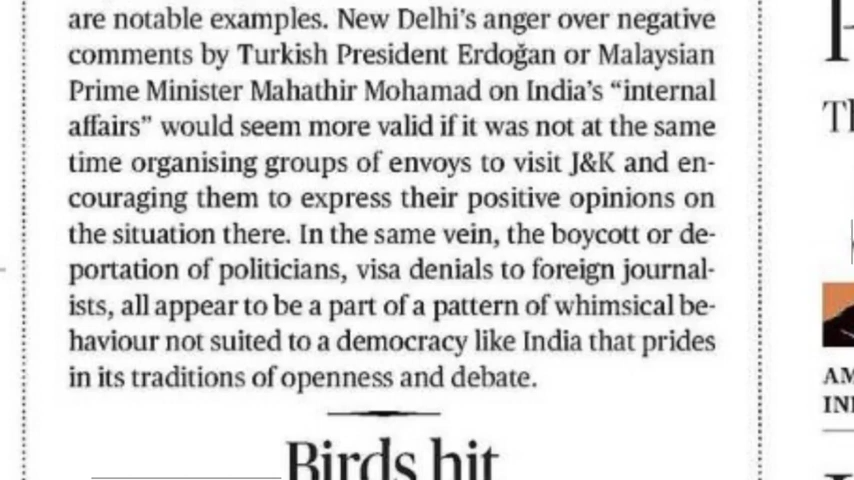 are notable examples. New Delhi's anger over negative
comments by Turkish President Erdoğan or Malaysian
Prime Minister Mahathir Mohamad on India's “internal
affairs” would seem more valid if it was not at the same
time organising groups of envoys to visit J&K and en-
couraging them to express their positive opinions on
the situation there. In the same vein, the boycott or de-
portation of politicians, visa denials to foreign journal-
ists, all appear to be a part of a pattern of whimsical be-
haviour not suited to a democracy like India that prides
in its traditions of openness and debate.
Birds hit